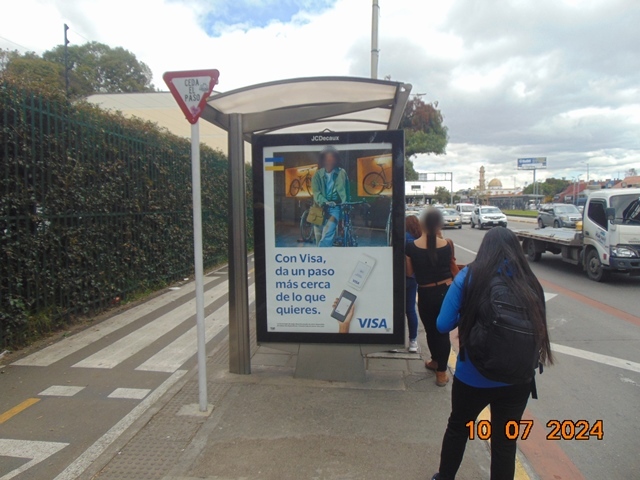 CEDA
EL
PASO
JCDecaux
Con Visa,
da un paso
más cerca
de lo que
quieres.
VISA
10 07 2024